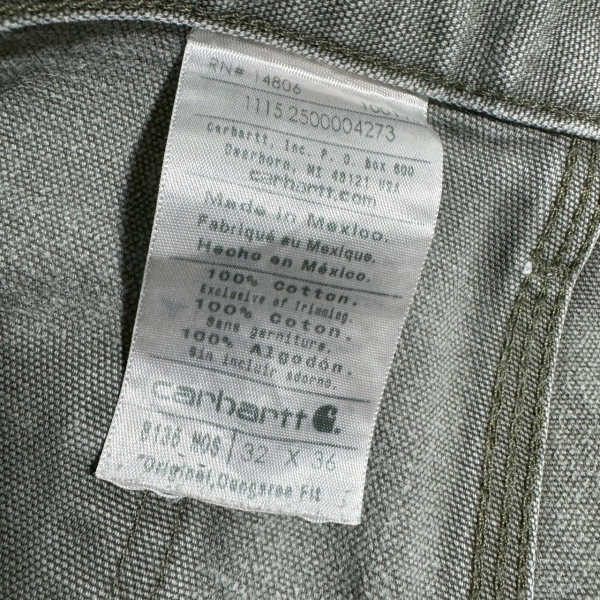 RN# 14806
1115 2500004273
Carhartt, Inc. P. O. Box 600
Dearborn, MI 48121 USA
carhartt.com
Made in Mexico.
Fabriqué au Mexique.
Hecho en México.
100% Cotton.
Exclusive of Trimming.
100% Coton.
Sans garniture.
100% Algodón.
Sin incluir adorno.
carhartt
B136 MOS 32 X 36
Original, Dungaree Fit